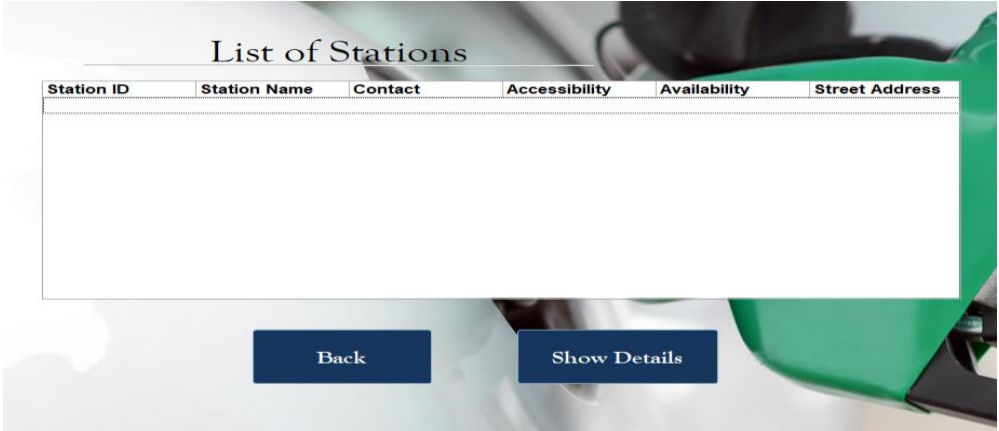 List of Stations
Station ID Station Name Contact Accessibility Availability Street Address
Back Show Details